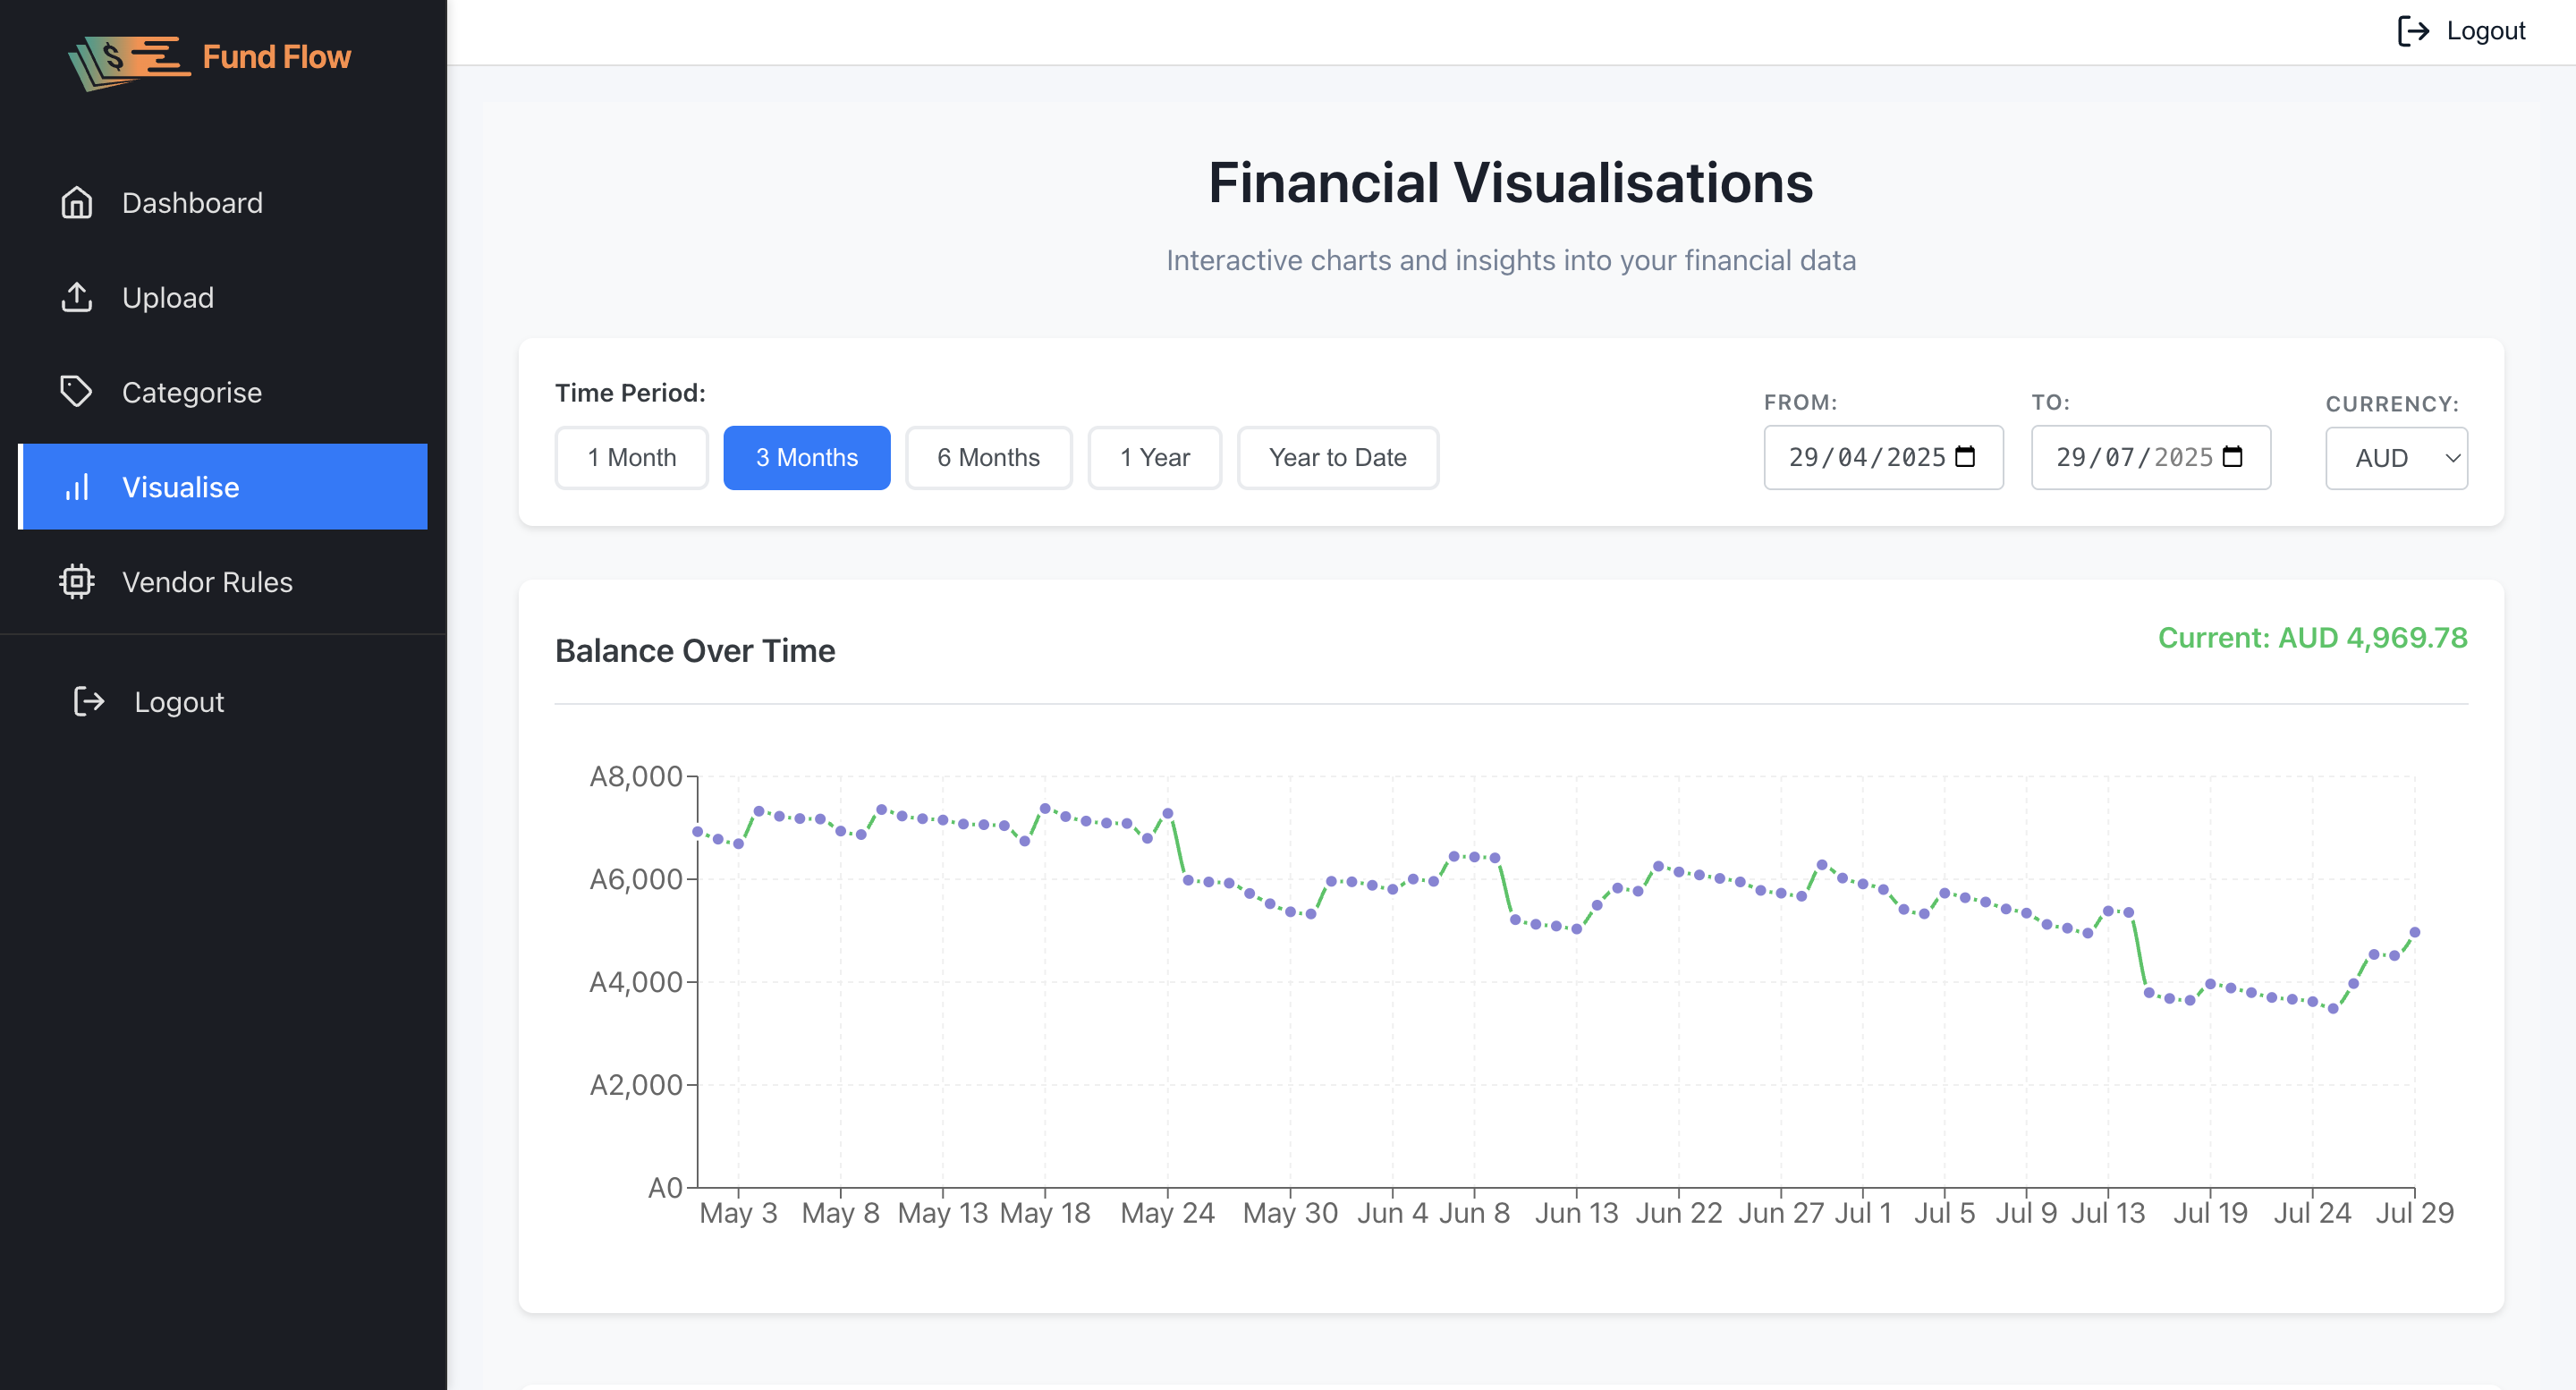 $ Fund Flow
Logout
Dashboard
Upload
Categorise
Visualise
Vendor Rules
Logout
Financial Visualisations
Interactive charts and insights into your financial data
Time Period:
1 Month 3 Months 6 Months 1 Year Year to Date
FROM: TO: CURRENCY:
29/04/2025 29/07/2025 AUD
Balance Over Time
Current: AUD 4,969.78
A8,000
A6,000
A4,000
A2,000
A0
May 3 May 8 May 13 May 18 May 24 May 30 Jun 4 Jun 8 Jun 13 Jun 22 Jun 27 Jul 1 Jul 5 Jul 9 Jul 13 Jul 19 Jul 24 Jul 29